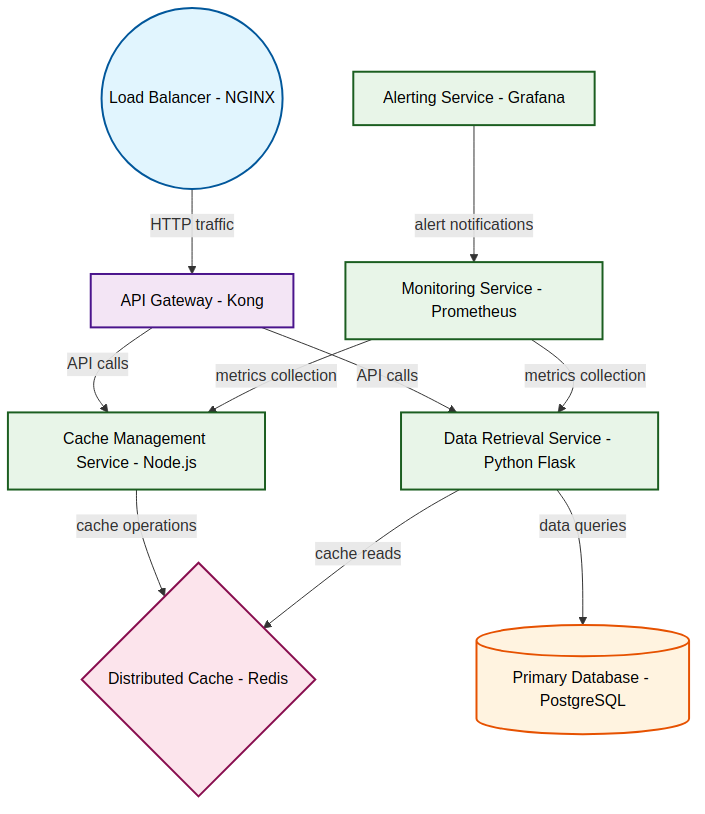 Load Balancer - NGINX
Alerting Service - Grafana
HTTP traffic
alert notifications
API Gateway - Kong
Monitoring Service -
Prometheus
API calls
metrics collection
API calls
metrics collection
Cache Management
Service - Node.js
Data Retrieval Service -
Python Flask
cache operations
cache reads
data queries
Distributed Cache - Redis
Primary Database -
PostgreSQL